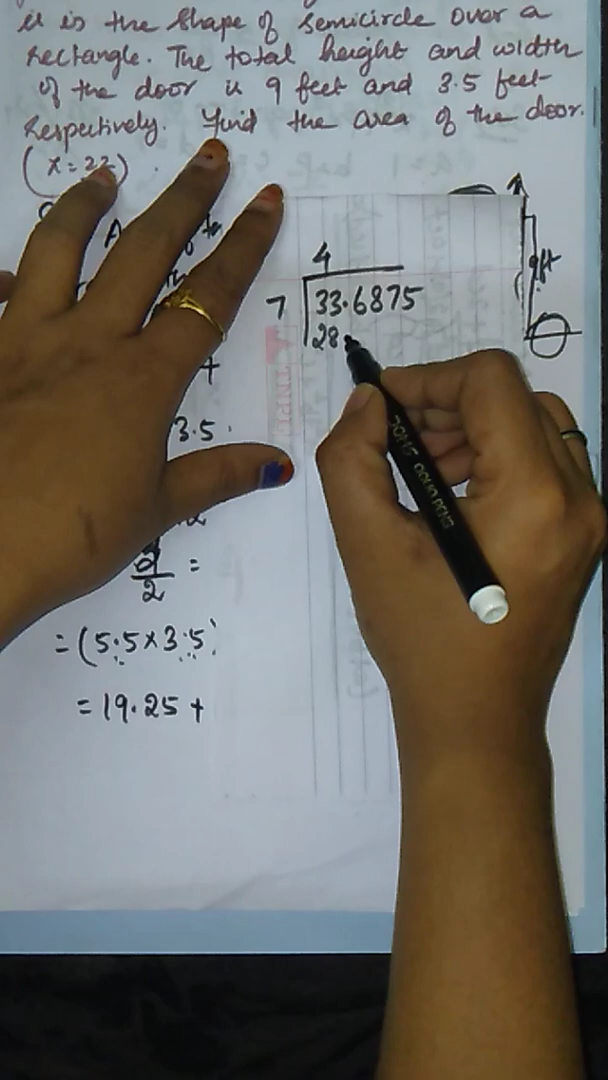 it is the shape of semicircle over a
rectangle. The total height and width
of the door is 9 feet and 3.5 feet
Respectively. Find the area of the door.
(π = 22)
4
7 33.6875
28
9ft
+
3.5
2 =
= (5.5×3.5
= 19.25 +